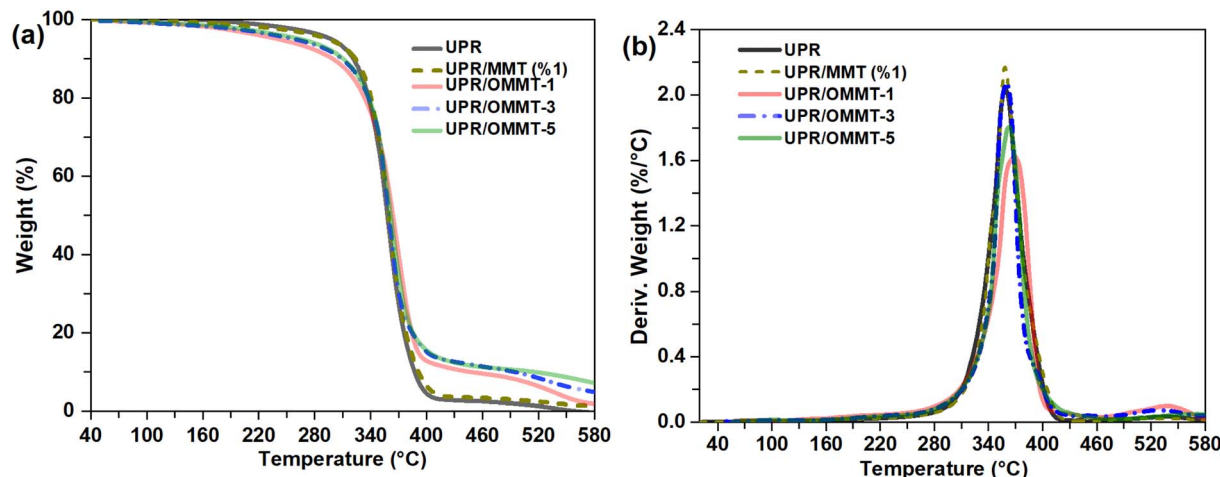 (a)
100
80
60
40
20
0
40 100 160 220 280 340 400 460 520 580
Weight (%)
Temperature (°C)
UPR
UPR/MMT (%1)
UPR/OMMT-1
UPR/OMMT-3
UPR/OMMT-5
(b)
2.4
2.0
1.6
1.2
0.8
0.4
0.0
40 100 160 220 280 340 400 460 520 580
Deriv. Weight (%/°C)
Temperature (°C)
UPR
UPR/MMT (%1)
UPR/OMMT-1
UPR/OMMT-3
UPR/OMMT-5